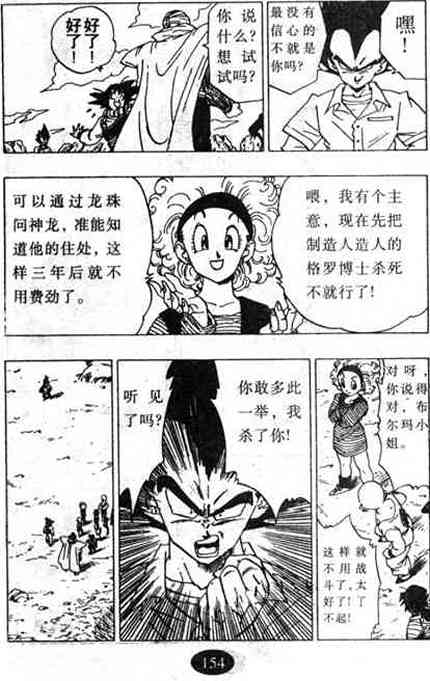 嘿！
最没有
信心的
不就是
你吗？
你说
什么？
想试
试吗？
好了！
好了！
喂，我有个主
意，现在先把
制造人造人的
格罗博士杀死
不就行了!
可以通过龙珠
问神龙，准能知
道他的住处，这
样三年后就不
用费劲了。
对呀，
你说得
对，布
尔玛小
姐。
这样就
不用战
斗了，太
好了！了
不起！
你敢多此
一举，我
杀了你!
听见
了吗？
154